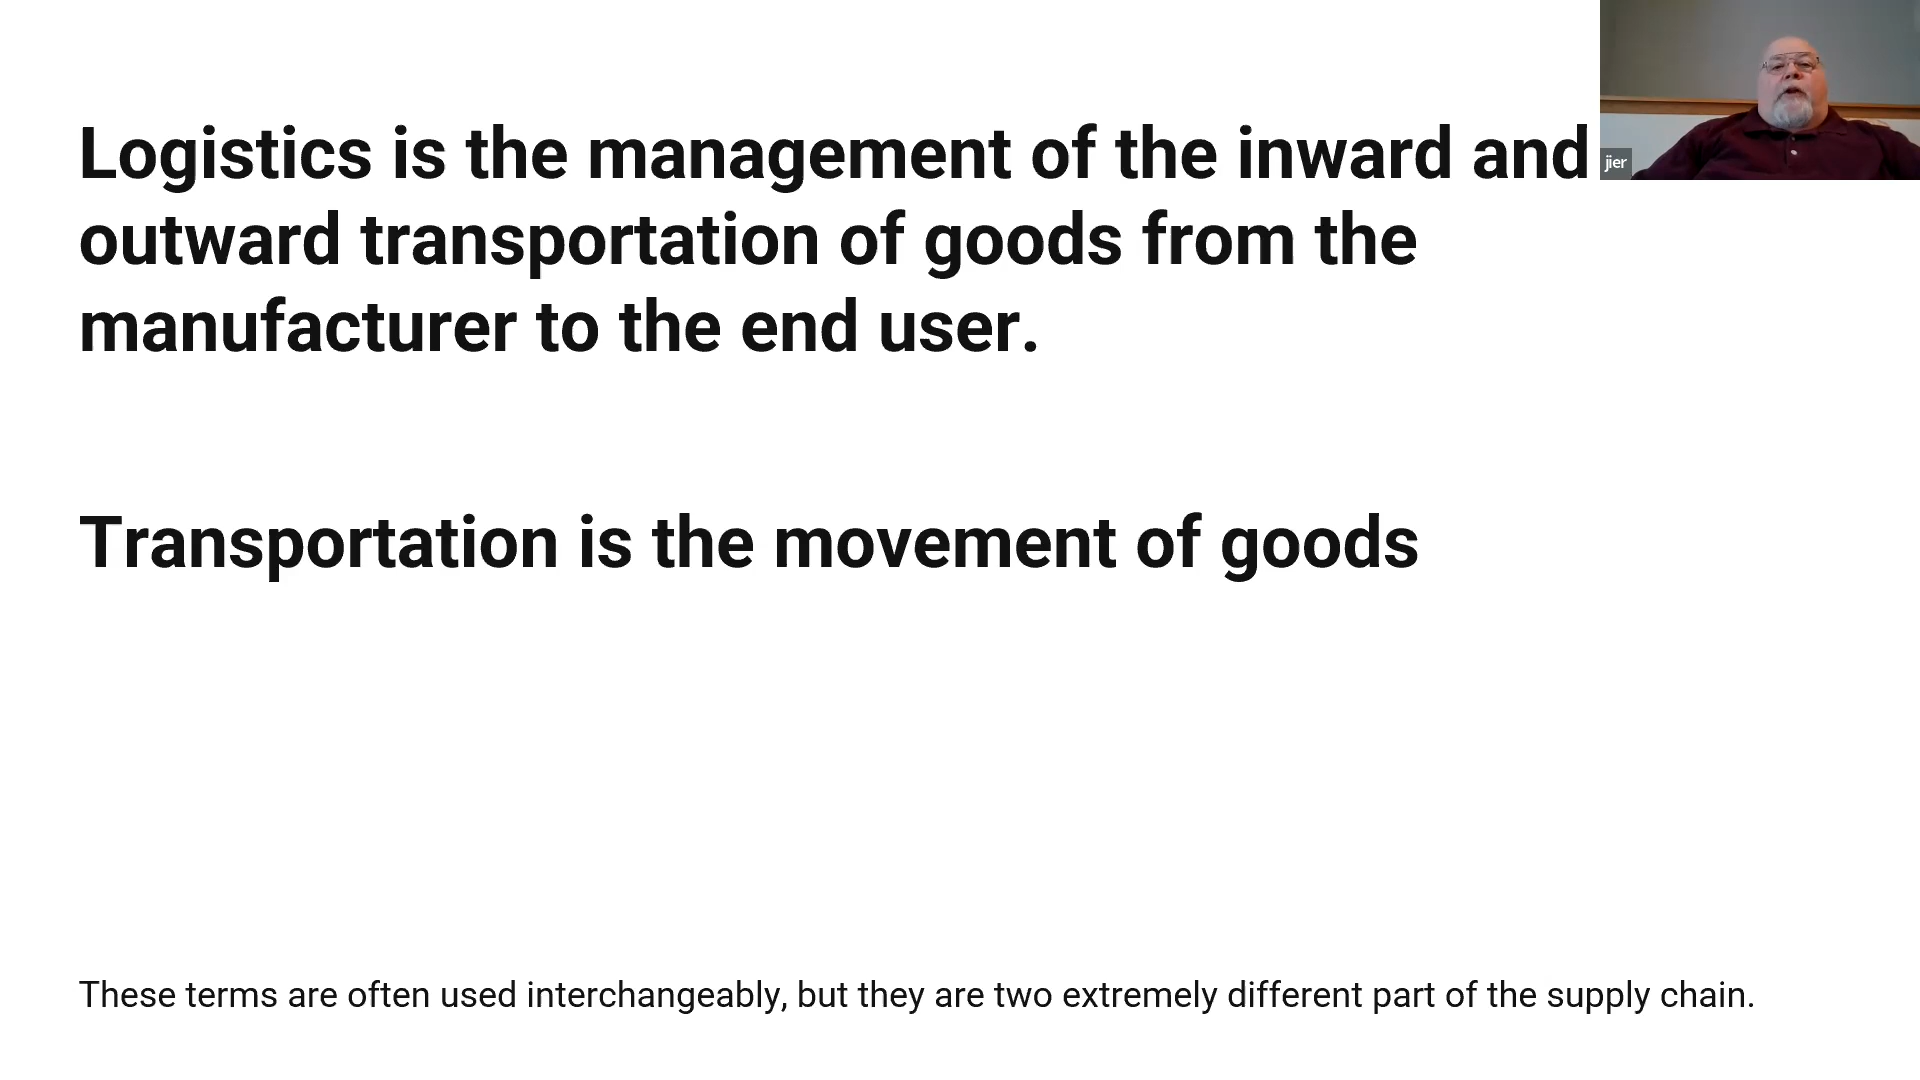 Logistics is the management of the inward and
outward transportation of goods from the
manufacturer to the end user.
Transportation is the movement of goods
These terms are often used interchangeably, but they are two extremely different part of the supply chain.
jier